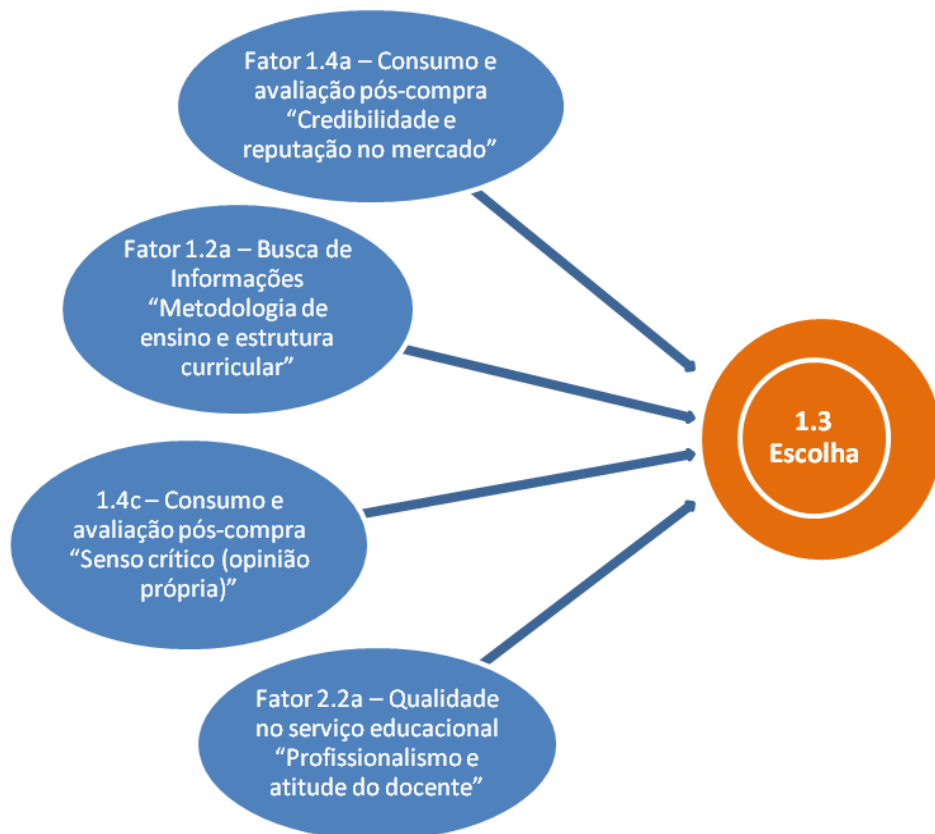 Fator 1.4a – Consumo e
avaliação pós-compra
“Credibilidade e
reputação no mercado”
Fator 1.2a – Busca de
Informações
“Metodologia de
ensino e estrutura
curricular”
1.4c – Consumo e
avaliação pós-compra
“Senso crítico (opinião
própria)”
Fator 2.2a – Qualidade
no serviço educacional
“Profissionalismo e
atitude do docente”
1.3
Escolha